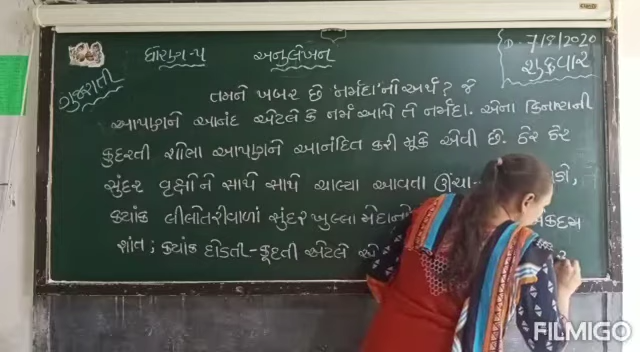 ધોરણ-૫ અનુલેખન
તા. 7/8/2020
શુક્રવાર
ગુજરાતી
તમને ખબર છે 'નર્મદા'નો અર્થ? જે
આપણને આનંદ એટલે કે નર્મ આપે તે નર્મદા. એના કિનારાની
કુદરતી શોભા આપણને આનંદિત કરી મૂકે એવી છે. ઠેર ઠેર
સુંદર વૃક્ષોને સાથે સાથે ચાલ્યા આવતા ઊંચા-
ક્યાંક લીલોતરીવાળાં સુંદર ખુલ્લા મેદાનો એકદમ
શાંત; ક્યાંક દોડતી-કૂદતી એટલે
FILMIGO